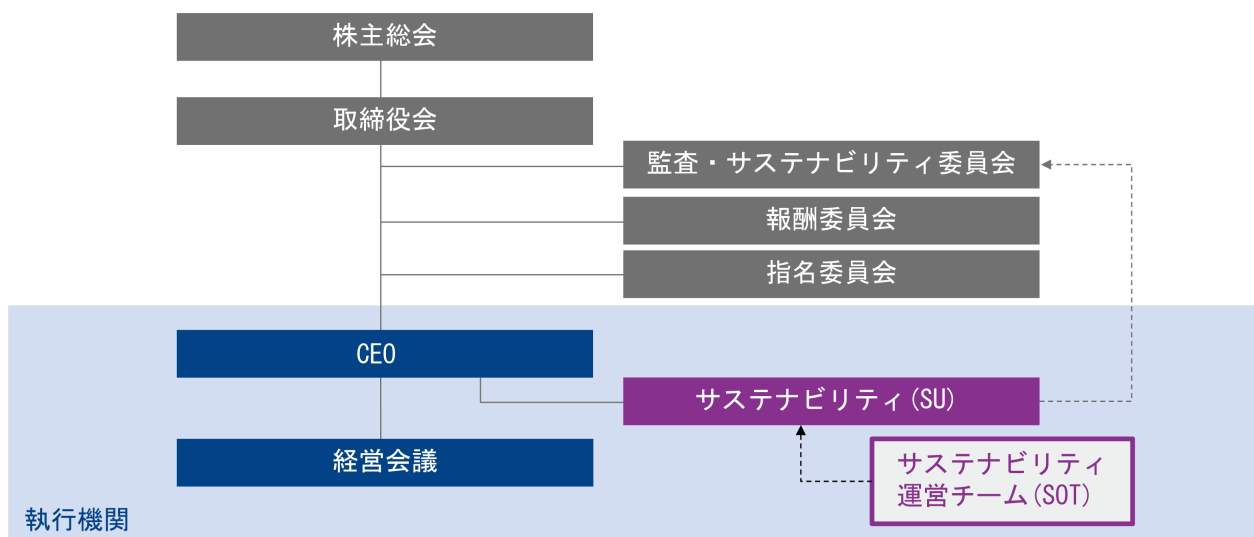 株主総会
取締役会
監査・サステナビリティ委員会
報酬委員会
指名委員会
CEO
サステナビリティ(SU)
経営会議
サステナビリティ
運営チーム(SOT)
執行機関